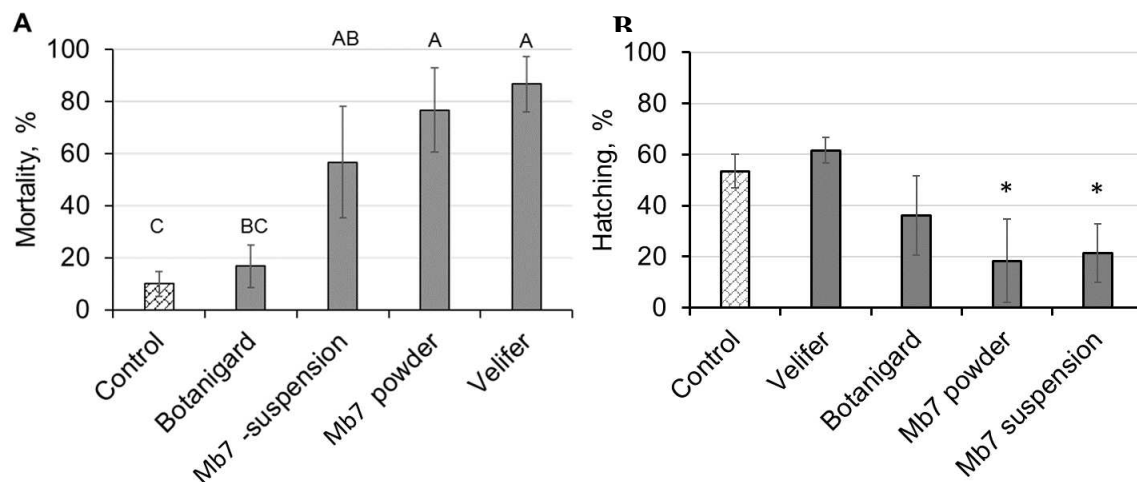 A
Mortality, %
100
80
60
40
20
0
C
BC
AB
A
A
Control
Botanigard
Mb7 -suspension
Mb7 powder
Velifer
B
Hatching, %
100
80
60
40
20
0
*
*
Control
Velifer
Botanigard
Mb7 powder
Mb7 suspension